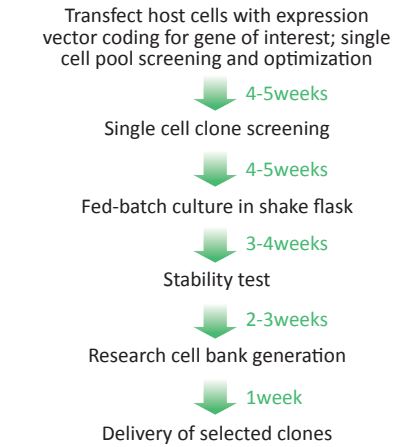 Transfect host cells with expression
vector coding for gene of interest; single
cell pool screening and optimization
4-5weeks
Single cell clone screening
4-5weeks
Fed-batch culture in shake flask
3-4weeks
Stability test
2-3weeks
Research cell bank generation
1week
Delivery of selected clones